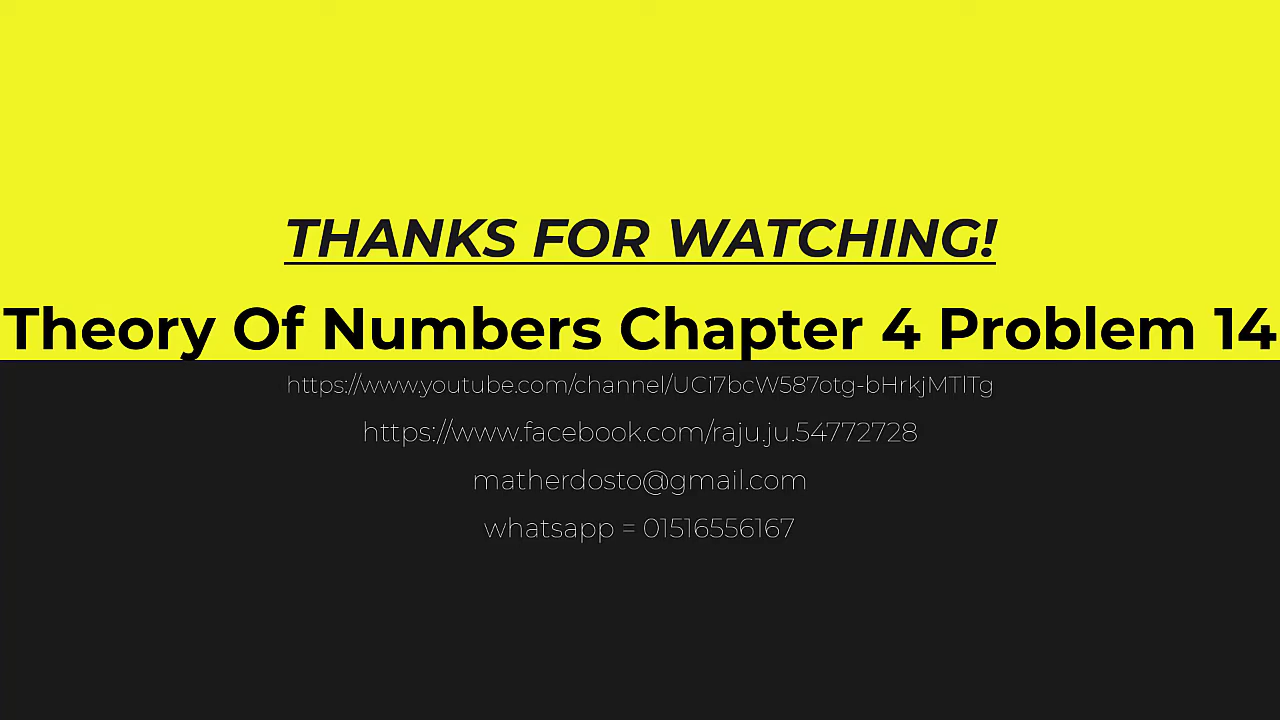 THANKS FOR WATCHING!
Theory Of Numbers Chapter 4 Problem 14
https://www.youtube.com/channel/UCi7bcW587otg-bHrkjMTlTg
https://www.facebook.com/raju.ju.54772728
matherdosto@gmail.com
whatsapp = 01516556167